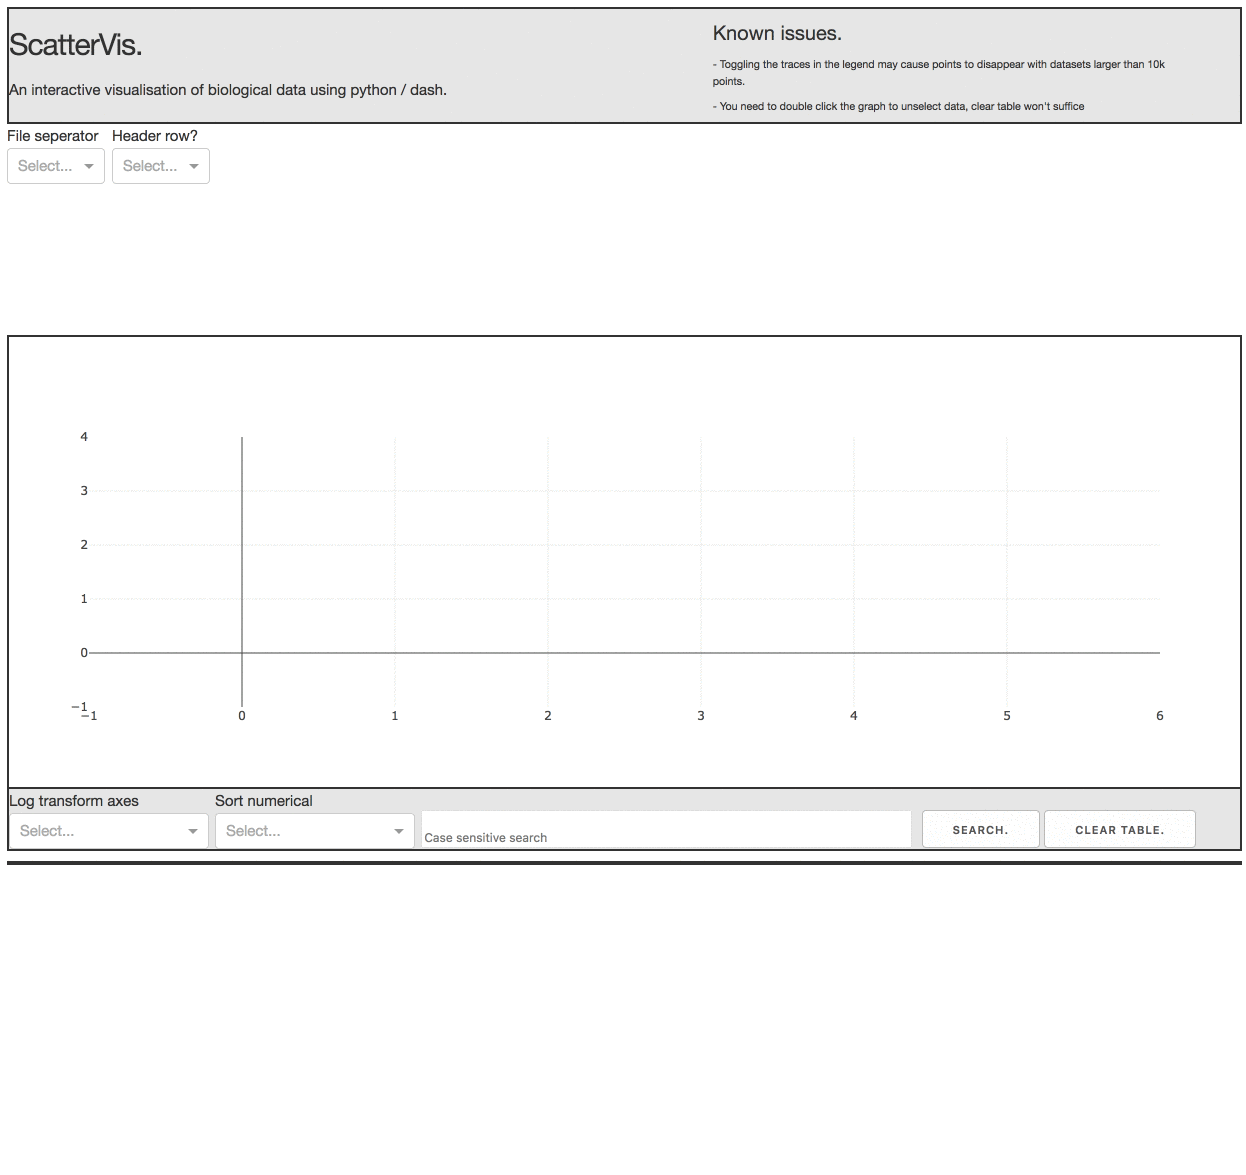 ScatterVis.
An interactive visualisation of biological data using python / dash.
Known issues.
- Toggling the traces in the legend may cause points to disappear with datasets larger than 10k
points.
- You need to double click the graph to unselect data, clear table won't suffice
File seperator Header row?
Select... Select...
4
3
2
1
0
−1
−1 0 1 2 3 4 5 6
Log transform axes Sort numerical
Select... Select... Case sensitive search SEARCH. CLEAR TABLE.